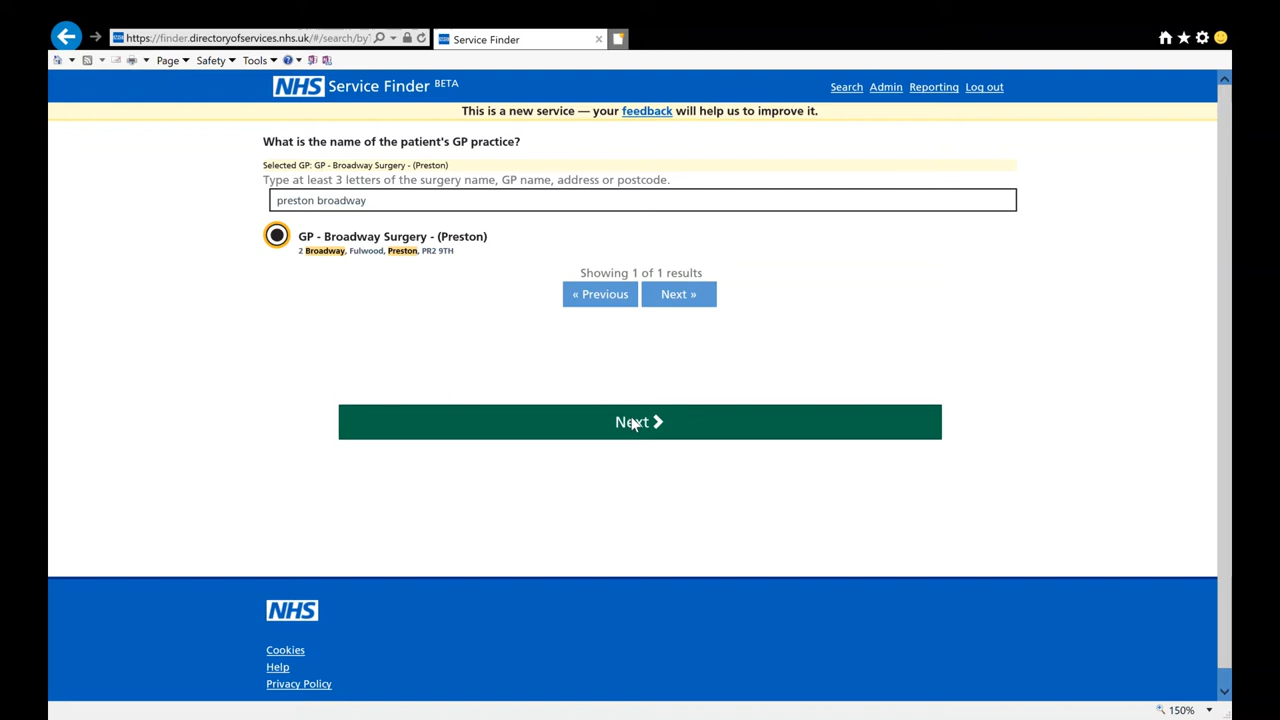 https://finder.directoryofservices.nhs.uk/#/search/byT
Service Finder
Page Safety Tools
NHS Service Finder BETA
Search Admin Reporting Log out
This is a new service — your feedback will help us to improve it.
What is the name of the patient's GP practice?
Selected GP: GP - Broadway Surgery - (Preston)
Type at least 3 letters of the surgery name, GP name, address or postcode.
preston broadway
GP - Broadway Surgery - (Preston)
2 Broadway, Fulwood, Preston, PR2 9TH
Showing 1 of 1 results
« Previous Next »
Next
NHS
Cookies
Help
Privacy Policy
150%